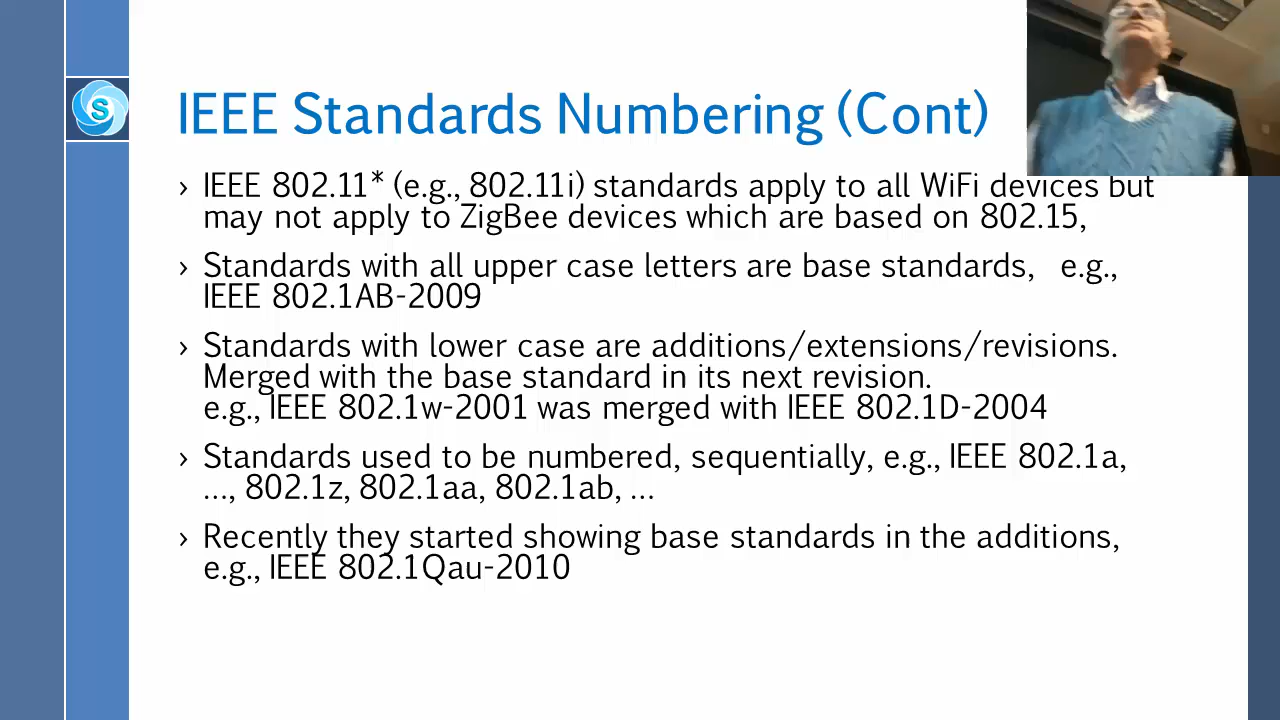 S
IEEE Standards Numbering (Cont)
› IEEE 802.11* (e.g., 802.11i) standards apply to all WiFi devices but
may not apply to ZigBee devices which are based on 802.15,
› Standards with all upper case letters are base standards, e.g.,
IEEE 802.1AB-2009
› Standards with lower case are additions/extensions/revisions.
Merged with the base standard in its next revision.
e.g., IEEE 802.1w-2001 was merged with IEEE 802.1D-2004
› Standards used to be numbered, sequentially, e.g., IEEE 802.1a,
..., 802.1z, 802.1aa, 802.1ab, ...
› Recently they started showing base standards in the additions,
e.g., IEEE 802.1Qau-2010